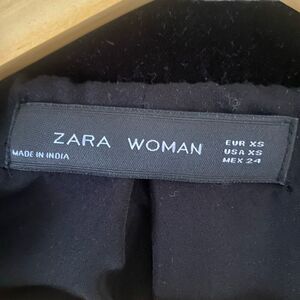 ZARA WOMAN
MADE IN INDIA
EUR XS
USA XS
MEX 24